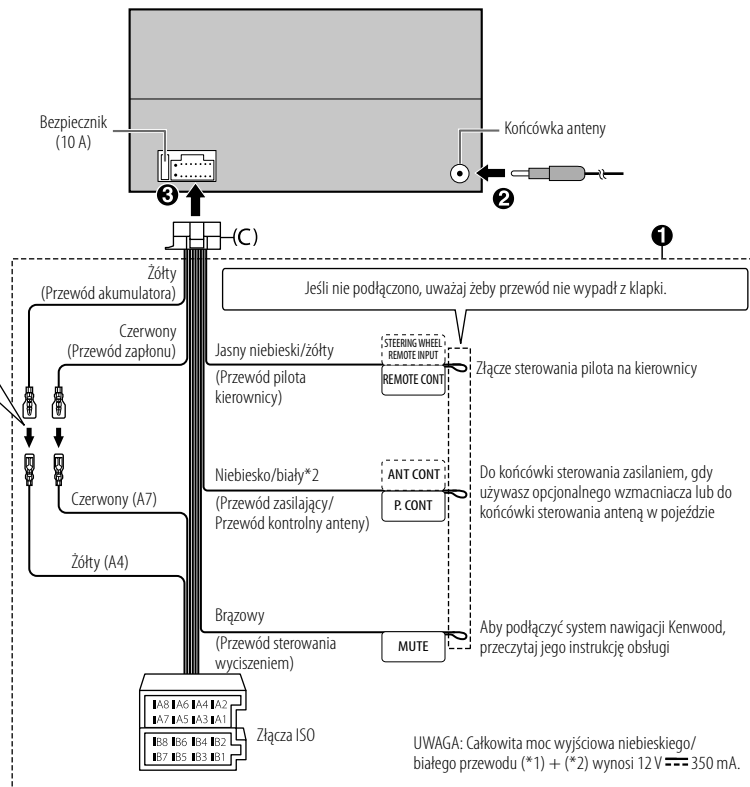 Bezpiecznik
(10 A)
Końcówka anteny
❸
❷
(C)
❶
Żółty
(Przewód akumulatora)
Jeśli nie podłączono, uważaj żeby przewód nie wypadł z klapki.
Czerwony
(Przewód zapłonu)
Jasny niebieski/żółty
(Przewód pilota
kierownicy)
STEERING WHEEL
REMOTE INPUT
REMOTE CONT
Złącze sterowania pilota na kierownicy
Niebiesko/biały*2
(Przewód zasilający/
Przewód kontrolny anteny)
ANT CONT
P. CONT
Do końcówki sterowania zasilaniem, gdy
używasz opcjonalnego wzmacniacza lub do
końcówki sterowania anteną w pojeździe
Czerwony (A7)
Żółty (A4)
Brązowy
(Przewód sterowania
wyciszeniem)
MUTE
Aby podłączyć system nawigacji Kenwood,
przeczytaj jego instrukcję obsługi
A8 A6 A4 A2
A7 A5 A3 A1
B8 B6 B4 B2
B7 B5 B3 B1
Złącza ISO
UWAGA: Całkowita moc wyjściowa niebieskiego/
białego przewodu (*1) + (*2) wynosi 12 V ⎓ 350 mA.